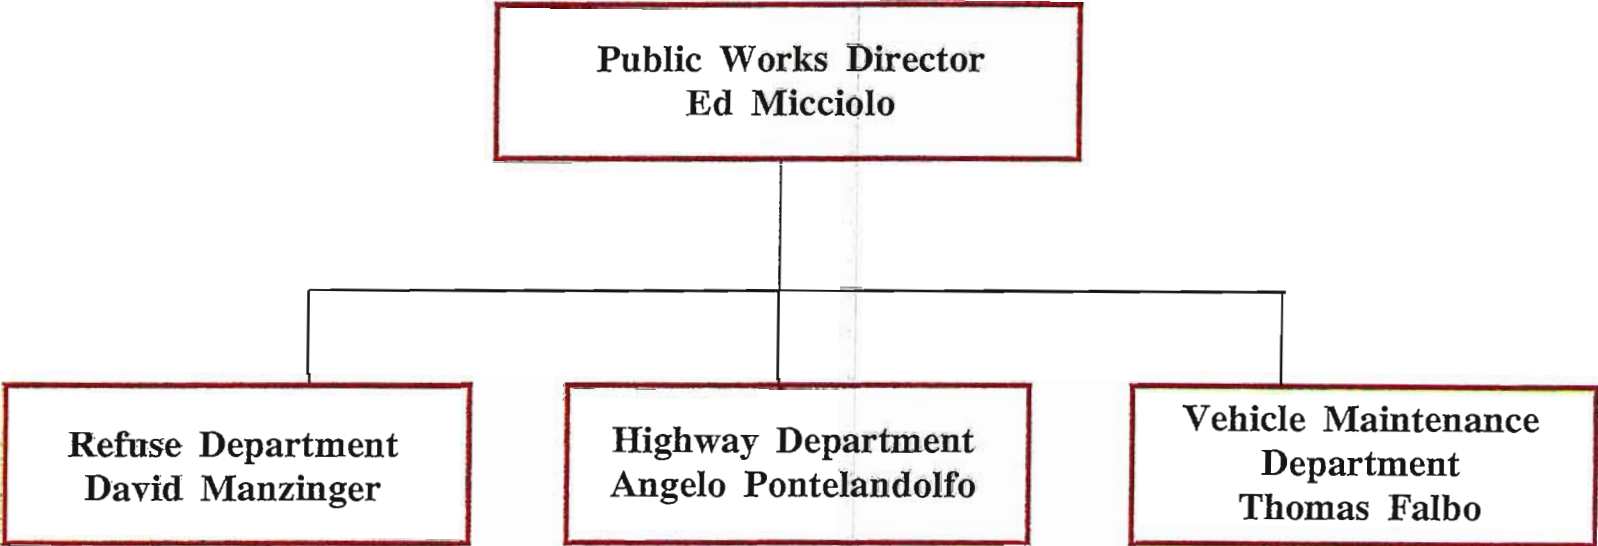 Public Works Director
Ed Micciolo
Refuse Department
David Manzinger
Highway Department
Angelo Pontelandolfo
Vehicle Maintenance
Department
Thomas Falbo